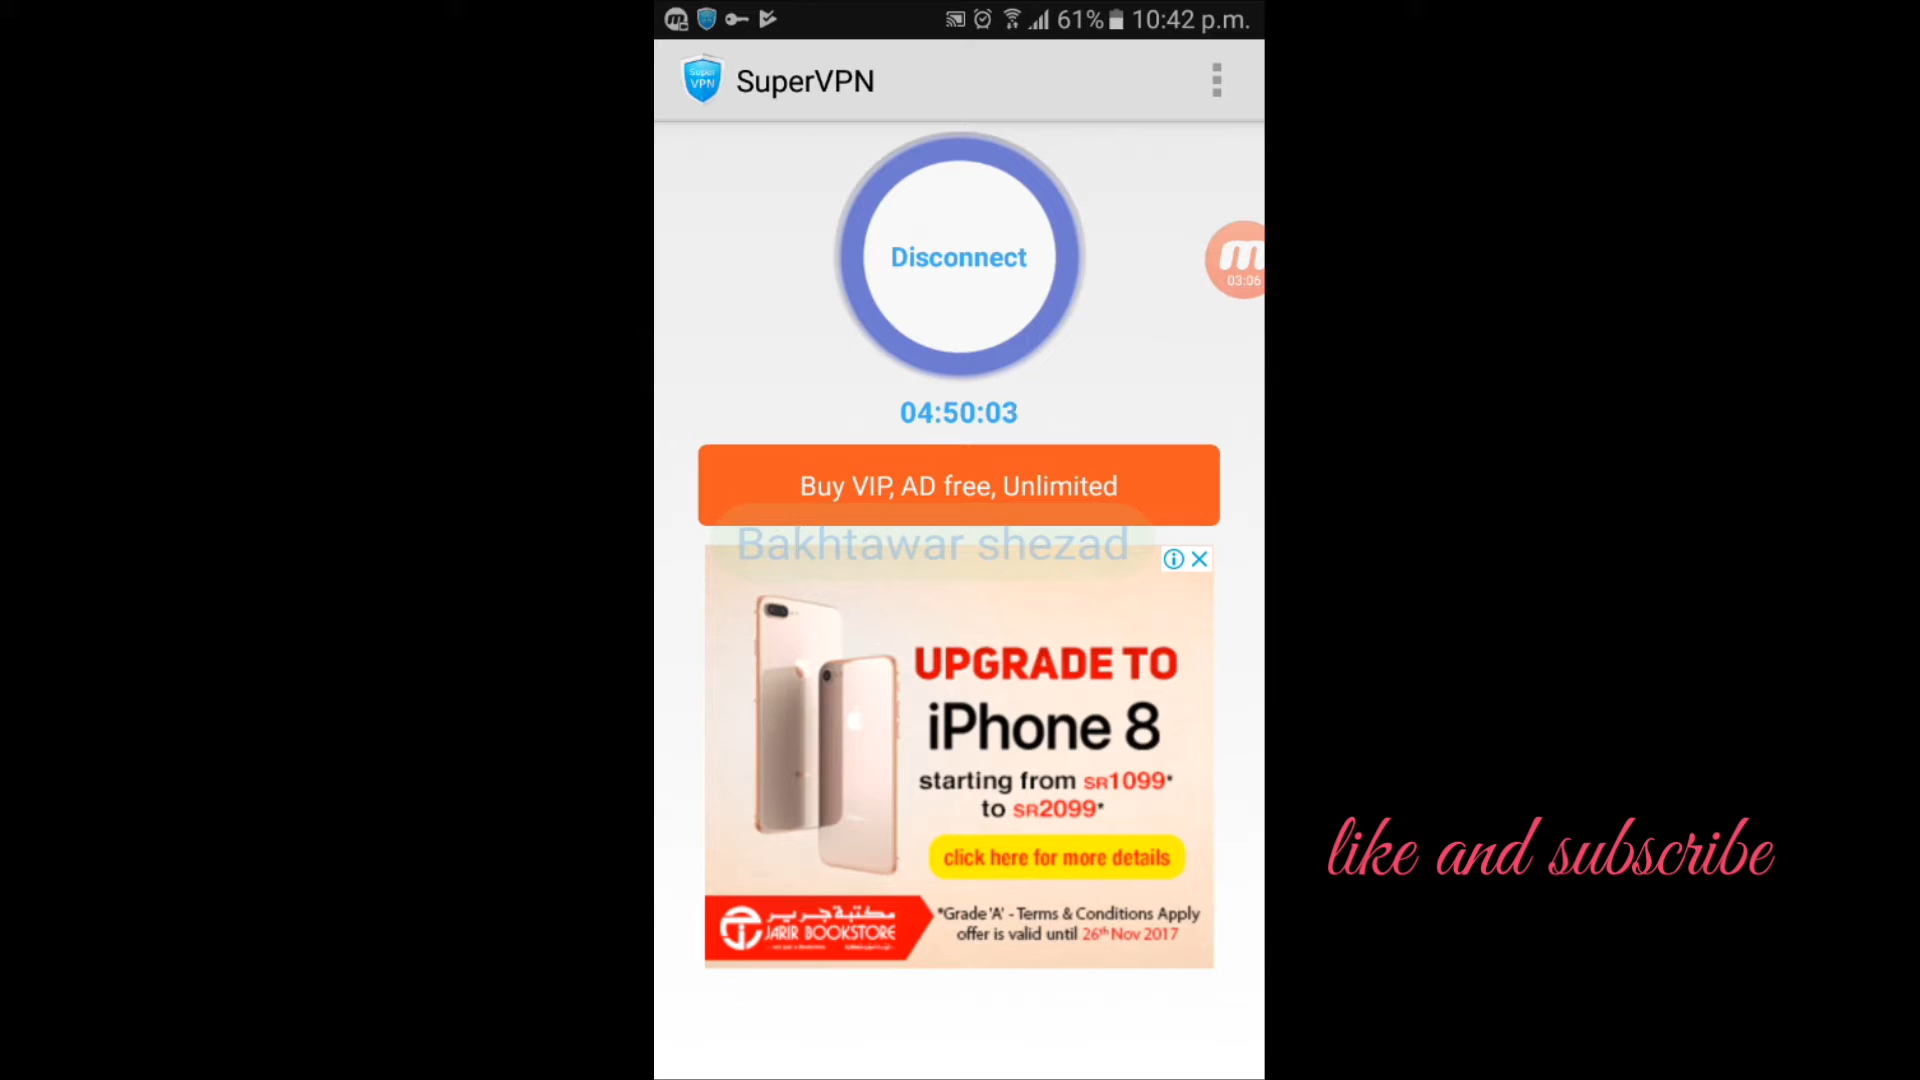 61% 10:42 p.m.
Super
VPN
SuperVPN
Disconnect
m
03:06
04:50:03
Buy VIP, AD free, Unlimited
Bakhtawar shezad
UPGRADE TO
iPhone 8
starting from SR1099*
to SR2099*
click here for more details
مكتبة جرير
JARIR BOOKSTORE
*Grade 'A' - Terms & Conditions Apply
offer is valid until 26th Nov 2017
like and subscribe